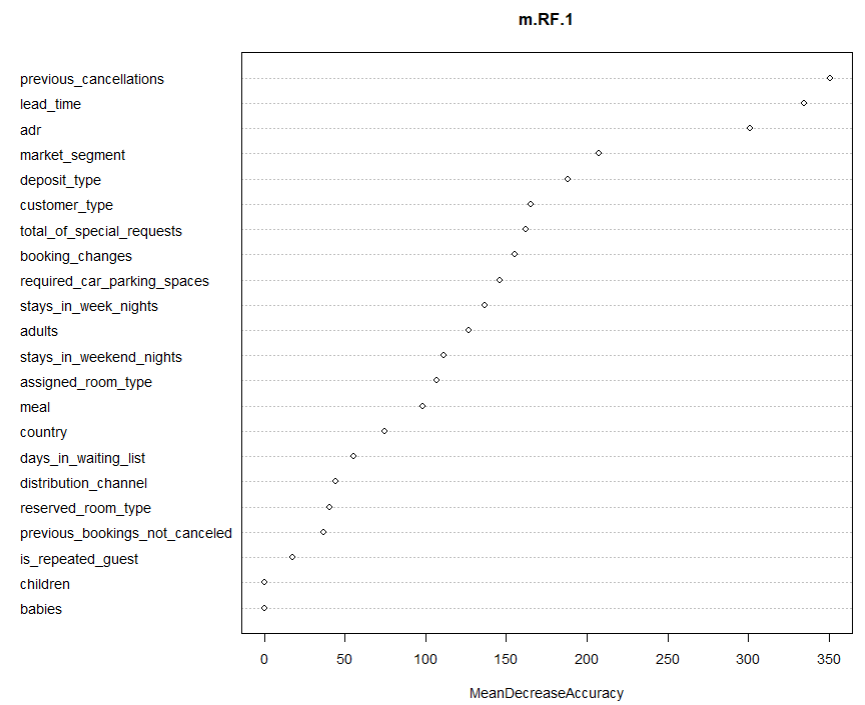 m.RF.1
previous_cancellations
lead_time
adr
market_segment
deposit_type
customer_type
total_of_special_requests
booking_changes
required_car_parking_spaces
stays_in_week_nights
adults
stays_in_weekend_nights
assigned_room_type
meal
country
days_in_waiting_list
distribution_channel
reserved_room_type
previous_bookings_not_canceled
is_repeated_guest
children
babies
0 50 100 150 200 250 300 350
MeanDecreaseAccuracy